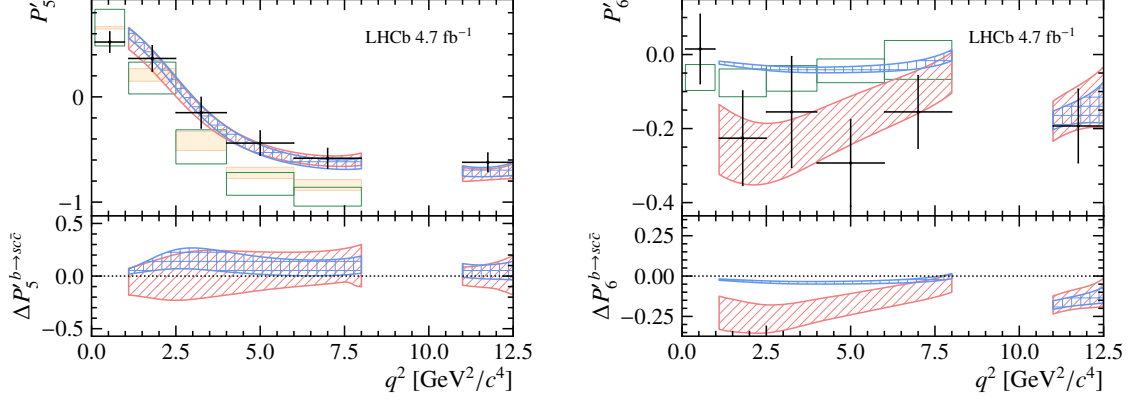 P′5
LHCb 4.7 fb−1
0
−1
ΔP′5 b→scc̄
0.5
0.0
−0.5
0.0 2.5 5.0 7.5 10.0 12.5
q2 [GeV2/c4]
P′6
LHCb 4.7 fb−1
0.0
−0.2
−0.4
ΔP′6 b→scc̄
0.25
0.00
−0.25
0.0 2.5 5.0 7.5 10.0 12.5
q2 [GeV2/c4]